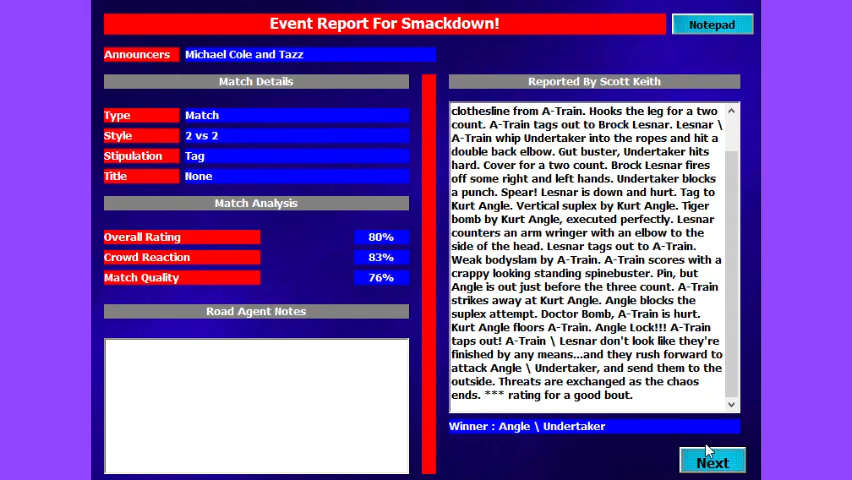 Event Report For Smackdown!
Notepad
Announcers
Michael Cole and Tazz
Match Details
Type
Match
Style
2 vs 2
Stipulation
Tag
Title
None
Match Analysis
Overall Rating
80%
Crowd Reaction
83%
Match Quality
76%
Road Agent Notes
Reported By Scott Keith
clothesline from A-Train. Hooks the leg for a two
count. A-Train tags out to Brock Lesnar. Lesnar \
A-Train whip Undertaker into the ropes and hit a
double back elbow. Gut buster, Undertaker hits
hard. Cover for a two count. Brock Lesnar fires
off some right and left hands. Undertaker blocks
a punch. Spear! Lesnar is down and hurt. Tag to
Kurt Angle. Vertical suplex by Kurt Angle. Tiger
bomb by Kurt Angle, executed perfectly. Lesnar
counters an arm wringer with an elbow to the
side of the head. Lesnar tags out to A-Train.
Weak bodyslam by A-Train. A-Train scores with a
crappy looking standing spinebuster. Pin, but
Angle is out just before the three count. A-Train
strikes away at Kurt Angle. Angle blocks the
suplex attempt. Doctor Bomb, A-Train is hurt.
Kurt Angle floors A-Train. Angle Lock!!! A-Train
taps out! A-Train \ Lesnar don't look like they're
finished by any means...and they rush forward to
attack Angle \ Undertaker, and send them to the
outside. Threats are exchanged as the chaos
ends. *** rating for a good bout.
Winner : Angle \ Undertaker
Next